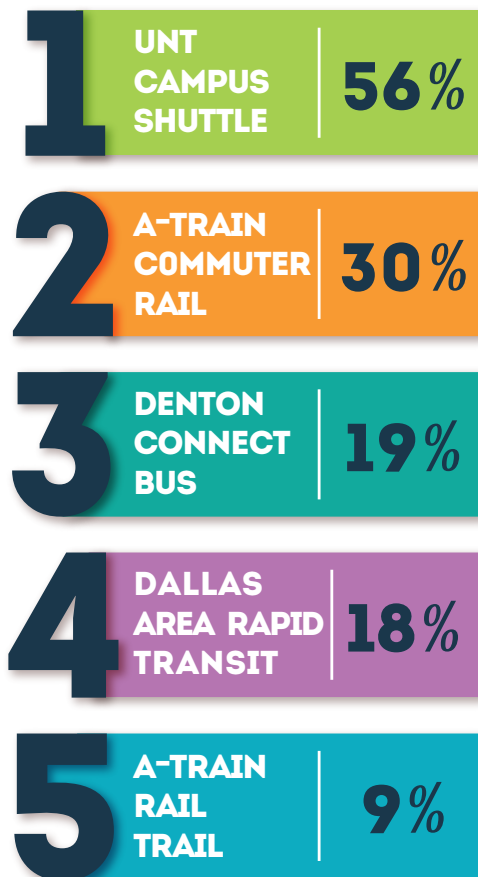 1
UNT
CAMPUS
SHUTTLE
56%
2
A-TRAIN
COMMUTER
RAIL
30%
3
DENTON
CONNECT
BUS
19%
4
DALLAS
AREA RAPID
TRANSIT
18%
5
A-TRAIN
RAIL
TRAIL
9%